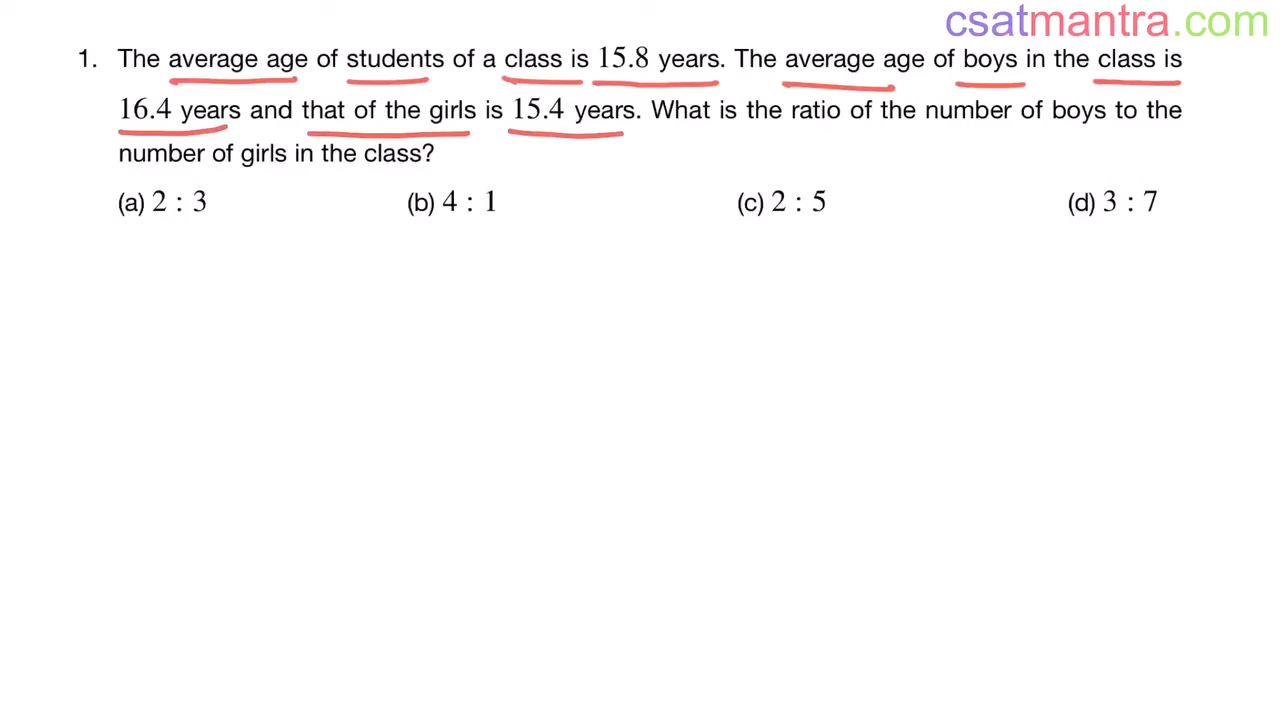 csatmantra.com
1. The average age of students of a class is 15.8 years. The average age of boys in the class is
16.4 years and that of the girls is 15.4 years. What is the ratio of the number of boys to the
number of girls in the class?
(a) 2 : 3 (b) 4 : 1 (c) 2 : 5 (d) 3 : 7